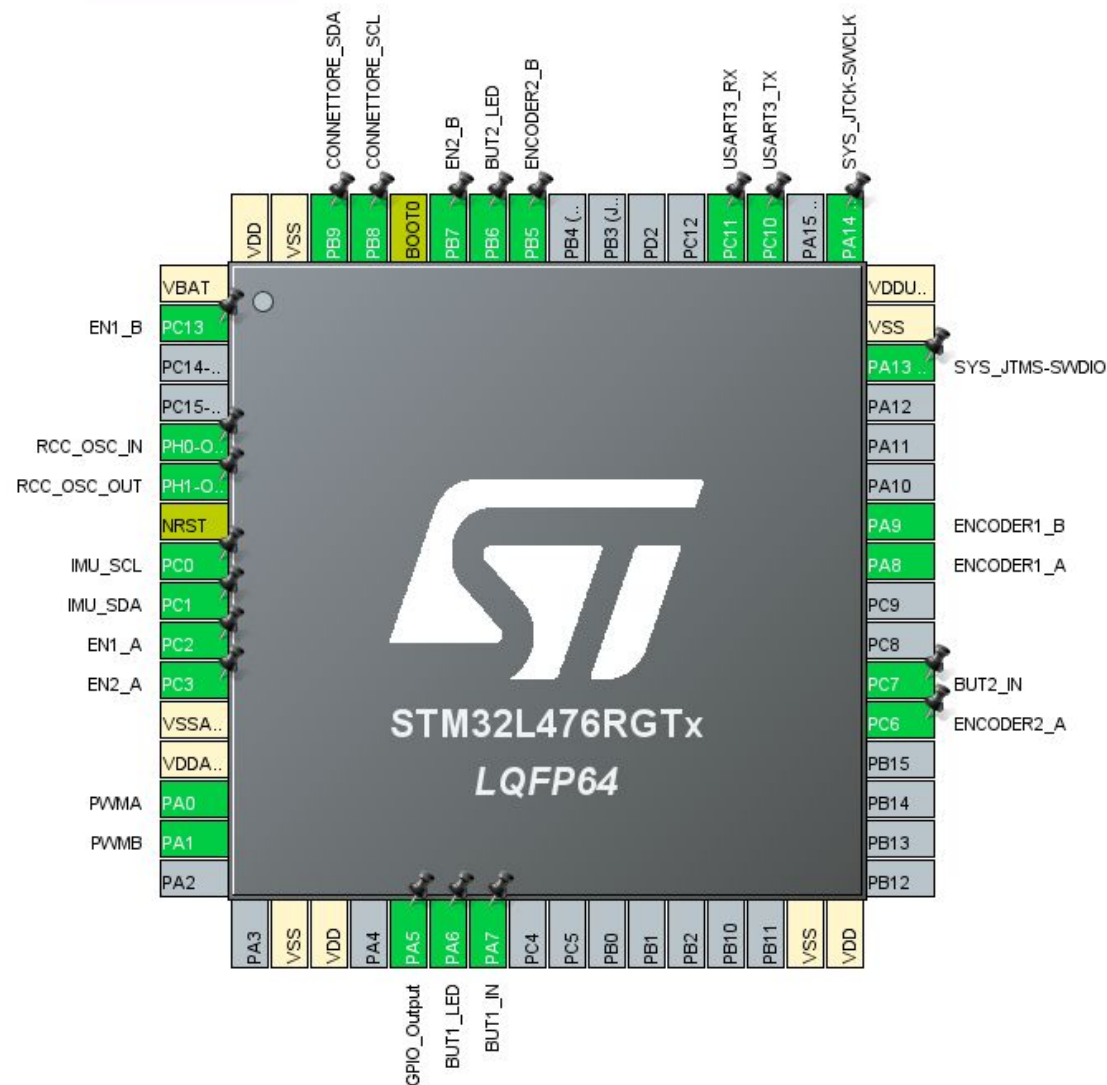 CONNETTORE_SDA
CONNETTORE_SCL
EN2_B
BUT2_LED
ENCODER2_B
USART3_RX
USART3_TX
SYS_JTCK-SWCLK
VDD
VSS
PB9
PB8
BOOT0
PB7
PB6
PB5
PB4 (..
PB3 (J..
PD2
PC12
PC11
PC10
PA15 ..
PA14 ..
VBAT
EN1_B PC13
PC14-..
PC15-..
RCC_OSC_IN PH0-O..
RCC_OSC_OUT PH1-O..
NRST
IMU_SCL PC0
IMU_SDA PC1
EN1_A PC2
EN2_A PC3
VSSA..
VDDA..
PWMA PA0
PWMB PA1
PA2
ST
STM32L476RGTx
LQFP64
VDDU..
VSS
PA13 .. SYS_JTMS-SWDIO
PA12
PA11
PA10
PA9 ENCODER1_B
PA8 ENCODER1_A
PC9
PC8
PC7 BUT2_IN
PC6 ENCODER2_A
PB15
PB14
PB13
PB12
PA3
VSS
VDD
PA4
PA5
PA6
PA7
PC4
PC5
PB0
PB1
PB2
PB10
PB11
VSS
VDD
GPIO_Output
BUT1_LED
BUT1_IN